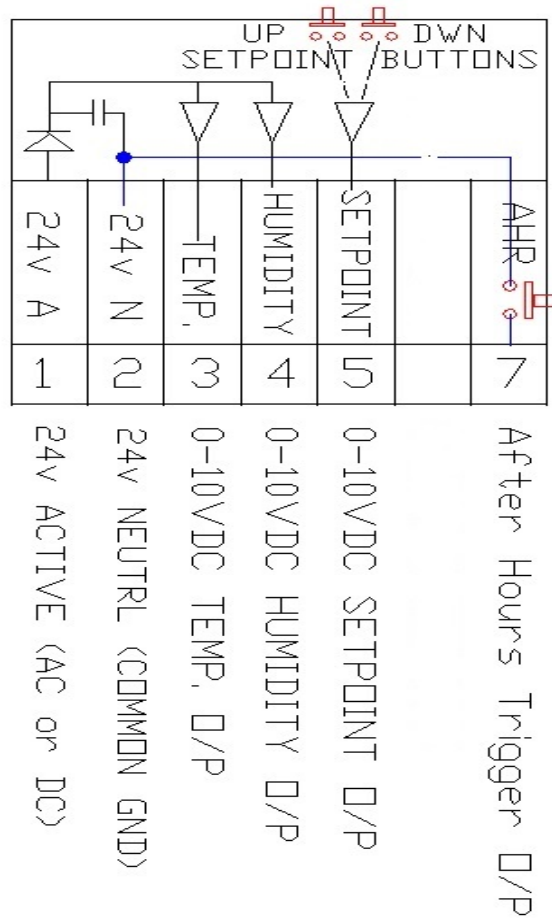 UP DWN
SETPOINT BUTTONS
24v A
24v N
TEMP.
HUMIDITY
SETPOINT
AHR
1 2 3 4 5 7
24v ACTIVE (AC or DC)
24v NEUTRL (COMMON GND)
0-10VDC TEMP. O/P
0-10VDC HUMIDITY O/P
0-10VDC SETPOINT O/P
After Hours Trigger O/P